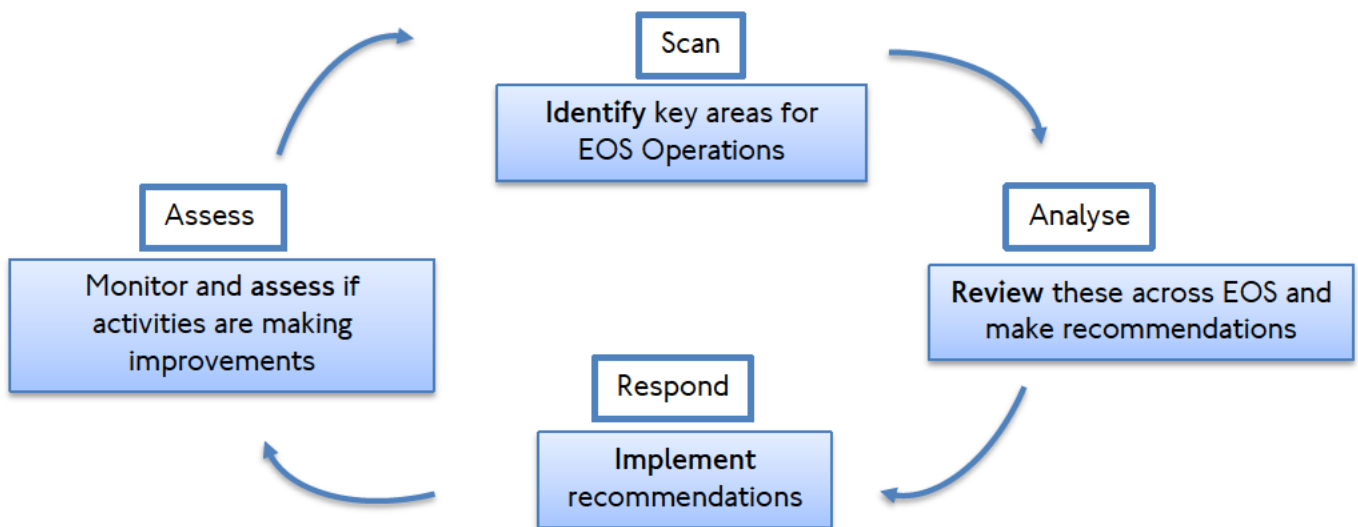 Scan
Identify key areas for
EOS Operations
Analyse
Review these across EOS and
make recommendations
Respond
Implement
recommendations
Assess
Monitor and assess if
activities are making
improvements